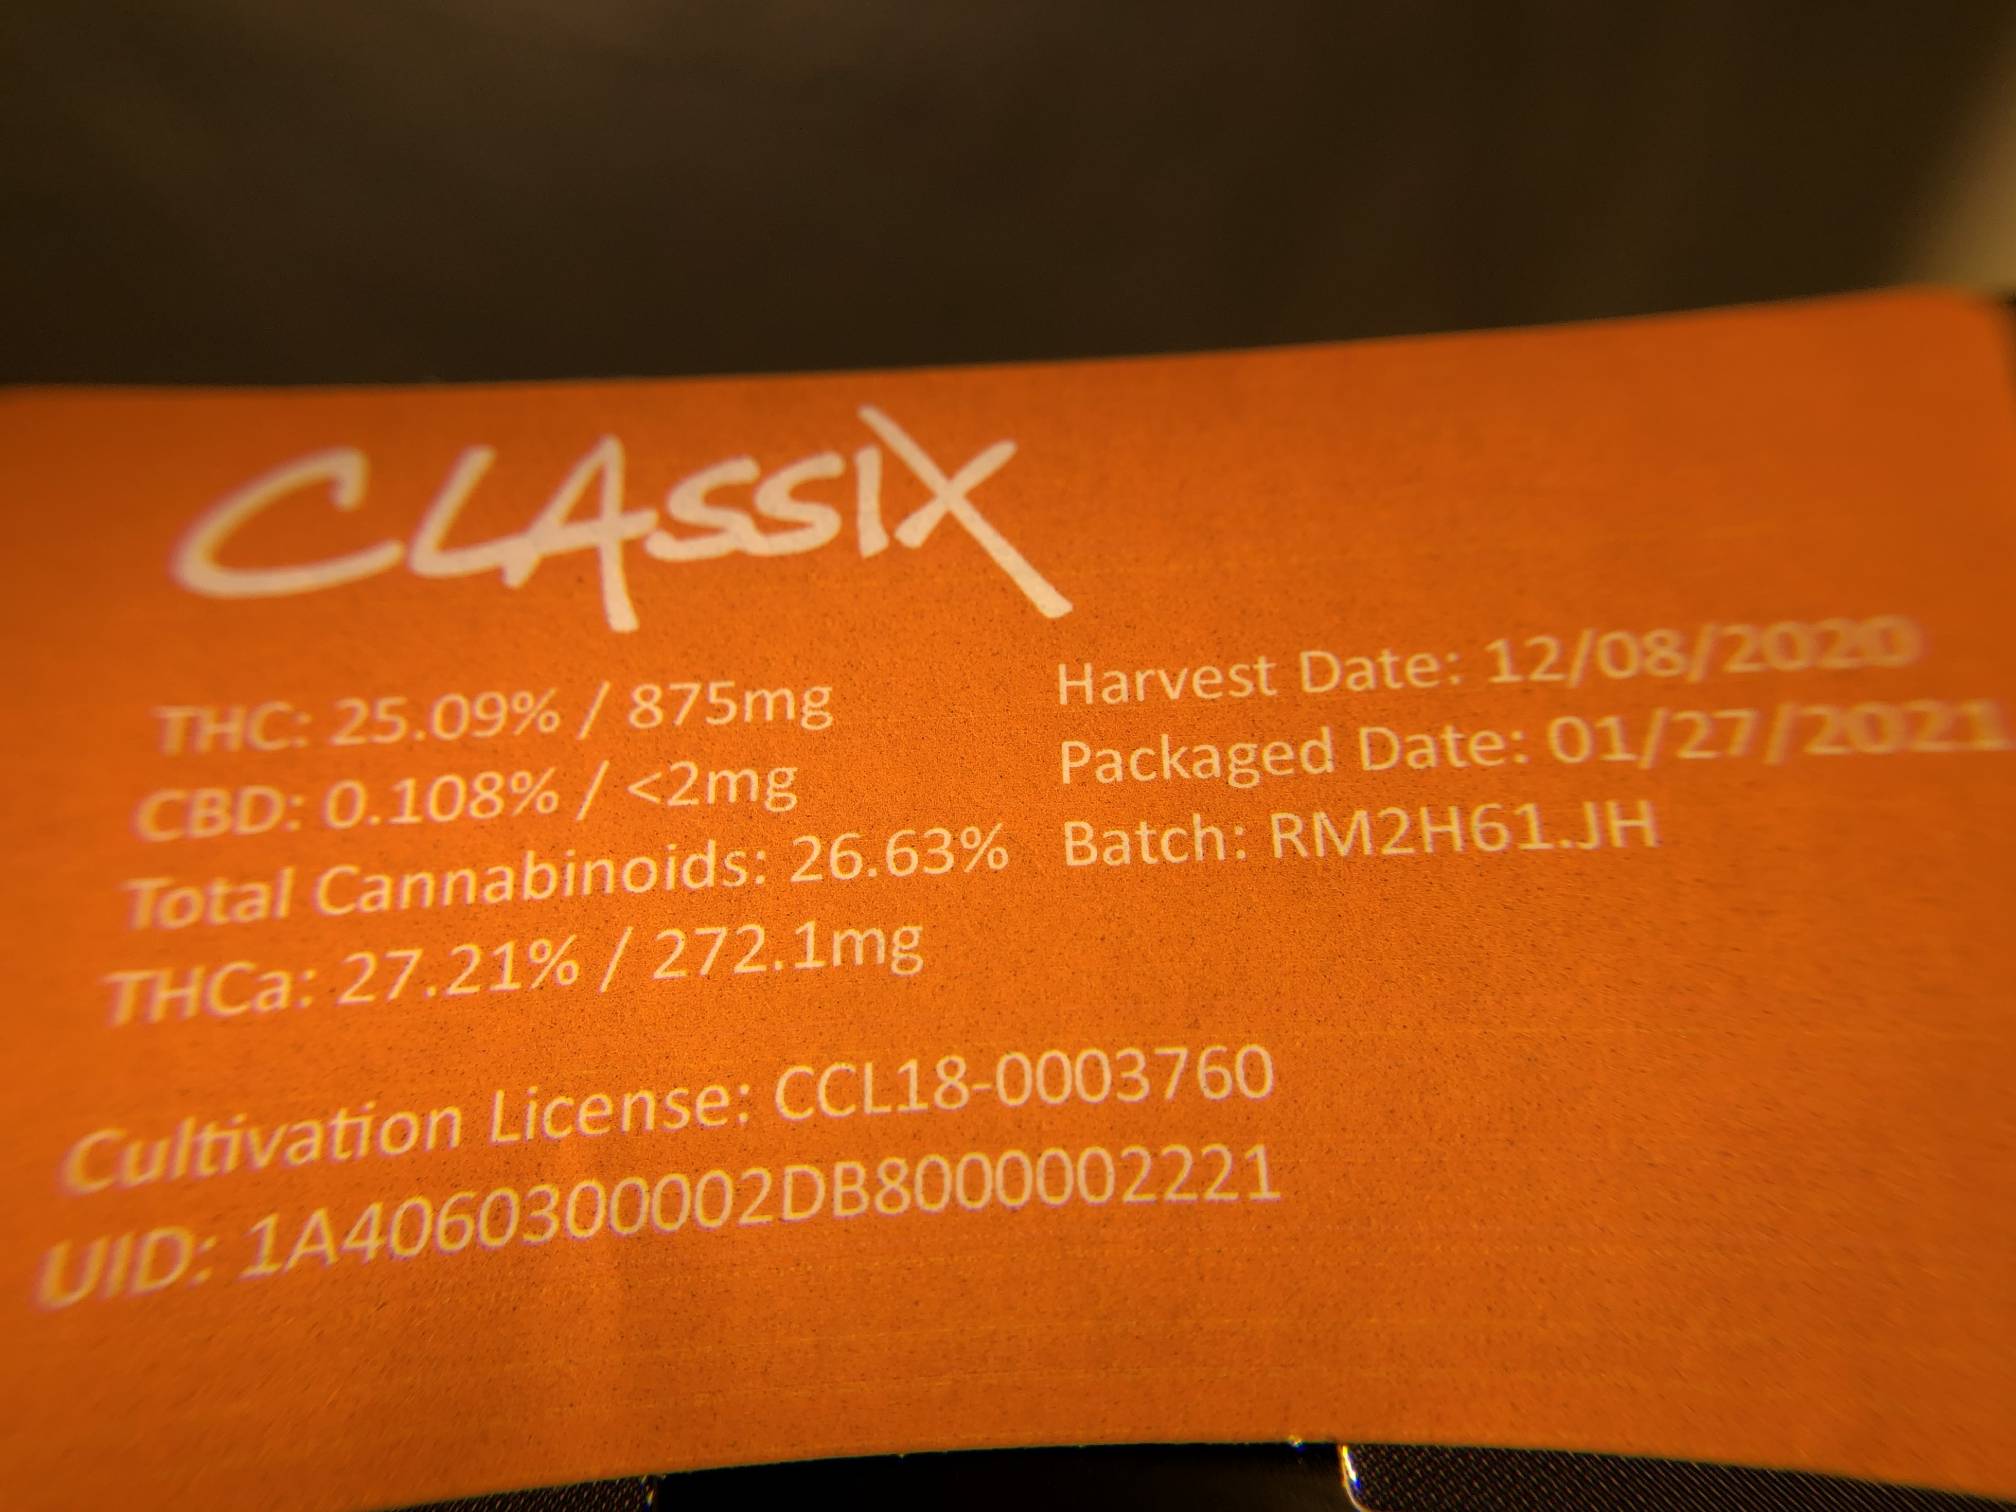 CLASSIX
THC: 25.09% / 875mg
CBD: 0.108% / <2mg
Total Cannabinoids: 26.63%
THCa: 27.21% / 272.1mg
Harvest Date: 12/08/2020
Packaged Date: 01/27/2021
Batch: RM2H61.JH
Cultivation License: CCL18-0003760
UID: 1A4060300002DB8000002221